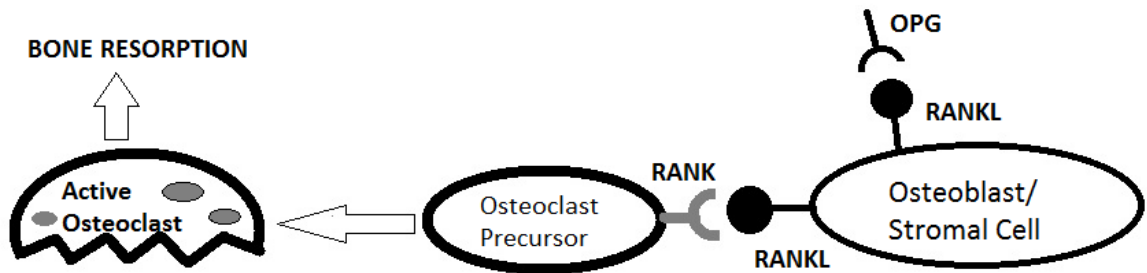 BONE RESORPTION
Active
Osteoclast
Osteoclast
Precursor
RANK
RANKL
OPG
RANKL
Osteoblast/
Stromal Cell